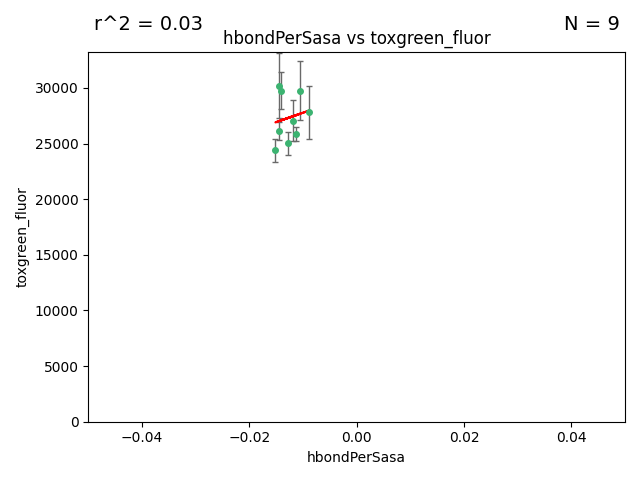 r^2 = 0.03
N = 9
hbondPerSasa vs toxgreen_fluor
toxgreen_fluor
30000
25000
20000
15000
10000
5000
0
−0.04
−0.02
0.00
0.02
0.04
hbondPerSasa